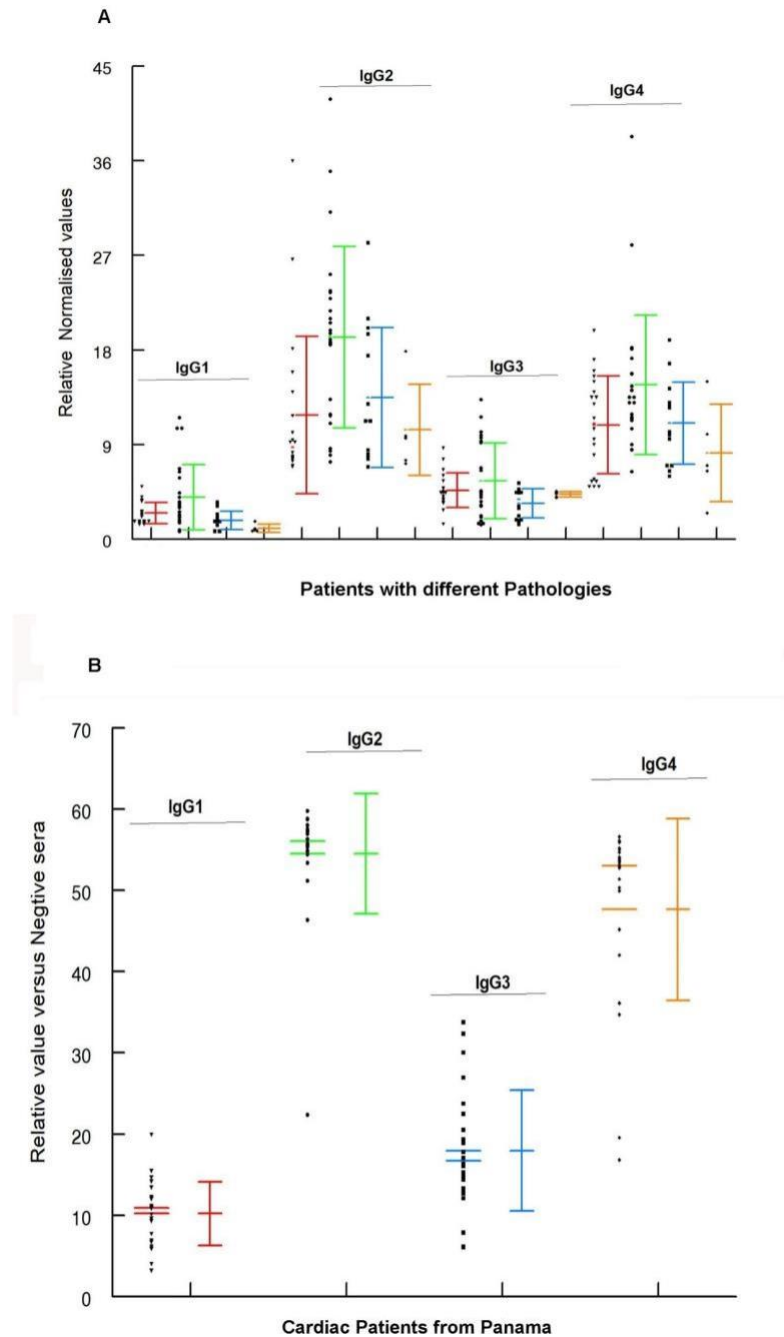 A
45
IgG2
IgG4
36
27
18
IgG1
IgG3
9
0
Relative Normalised values
Patients with different Pathologies
B
70
IgG2
IgG4
60
IgG1
50
40
IgG3
30
20
10
0
Relative value versus Negtive sera
Cardiac Patients from Panama